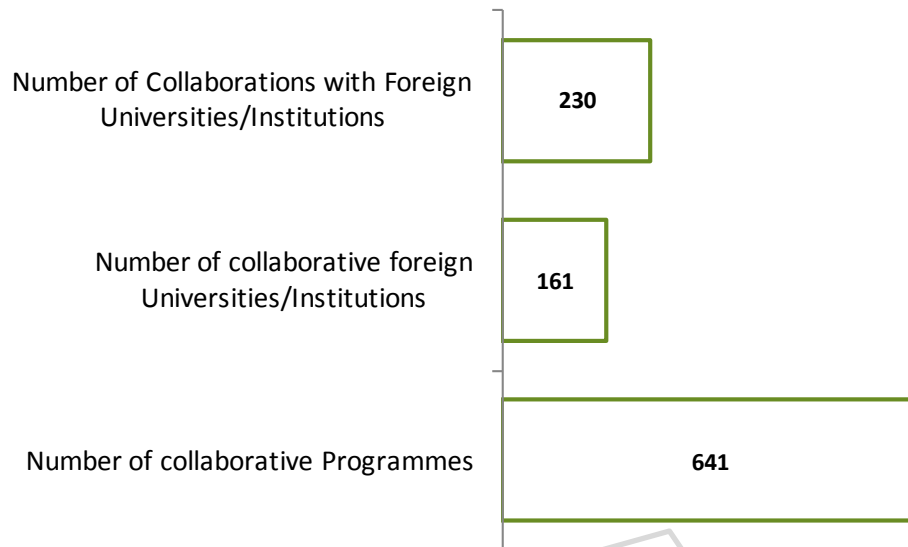 Number of Collaborations with Foreign
Universities/Institutions
230
Number of collaborative foreign
Universities/Institutions
161
Number of collaborative Programmes
641